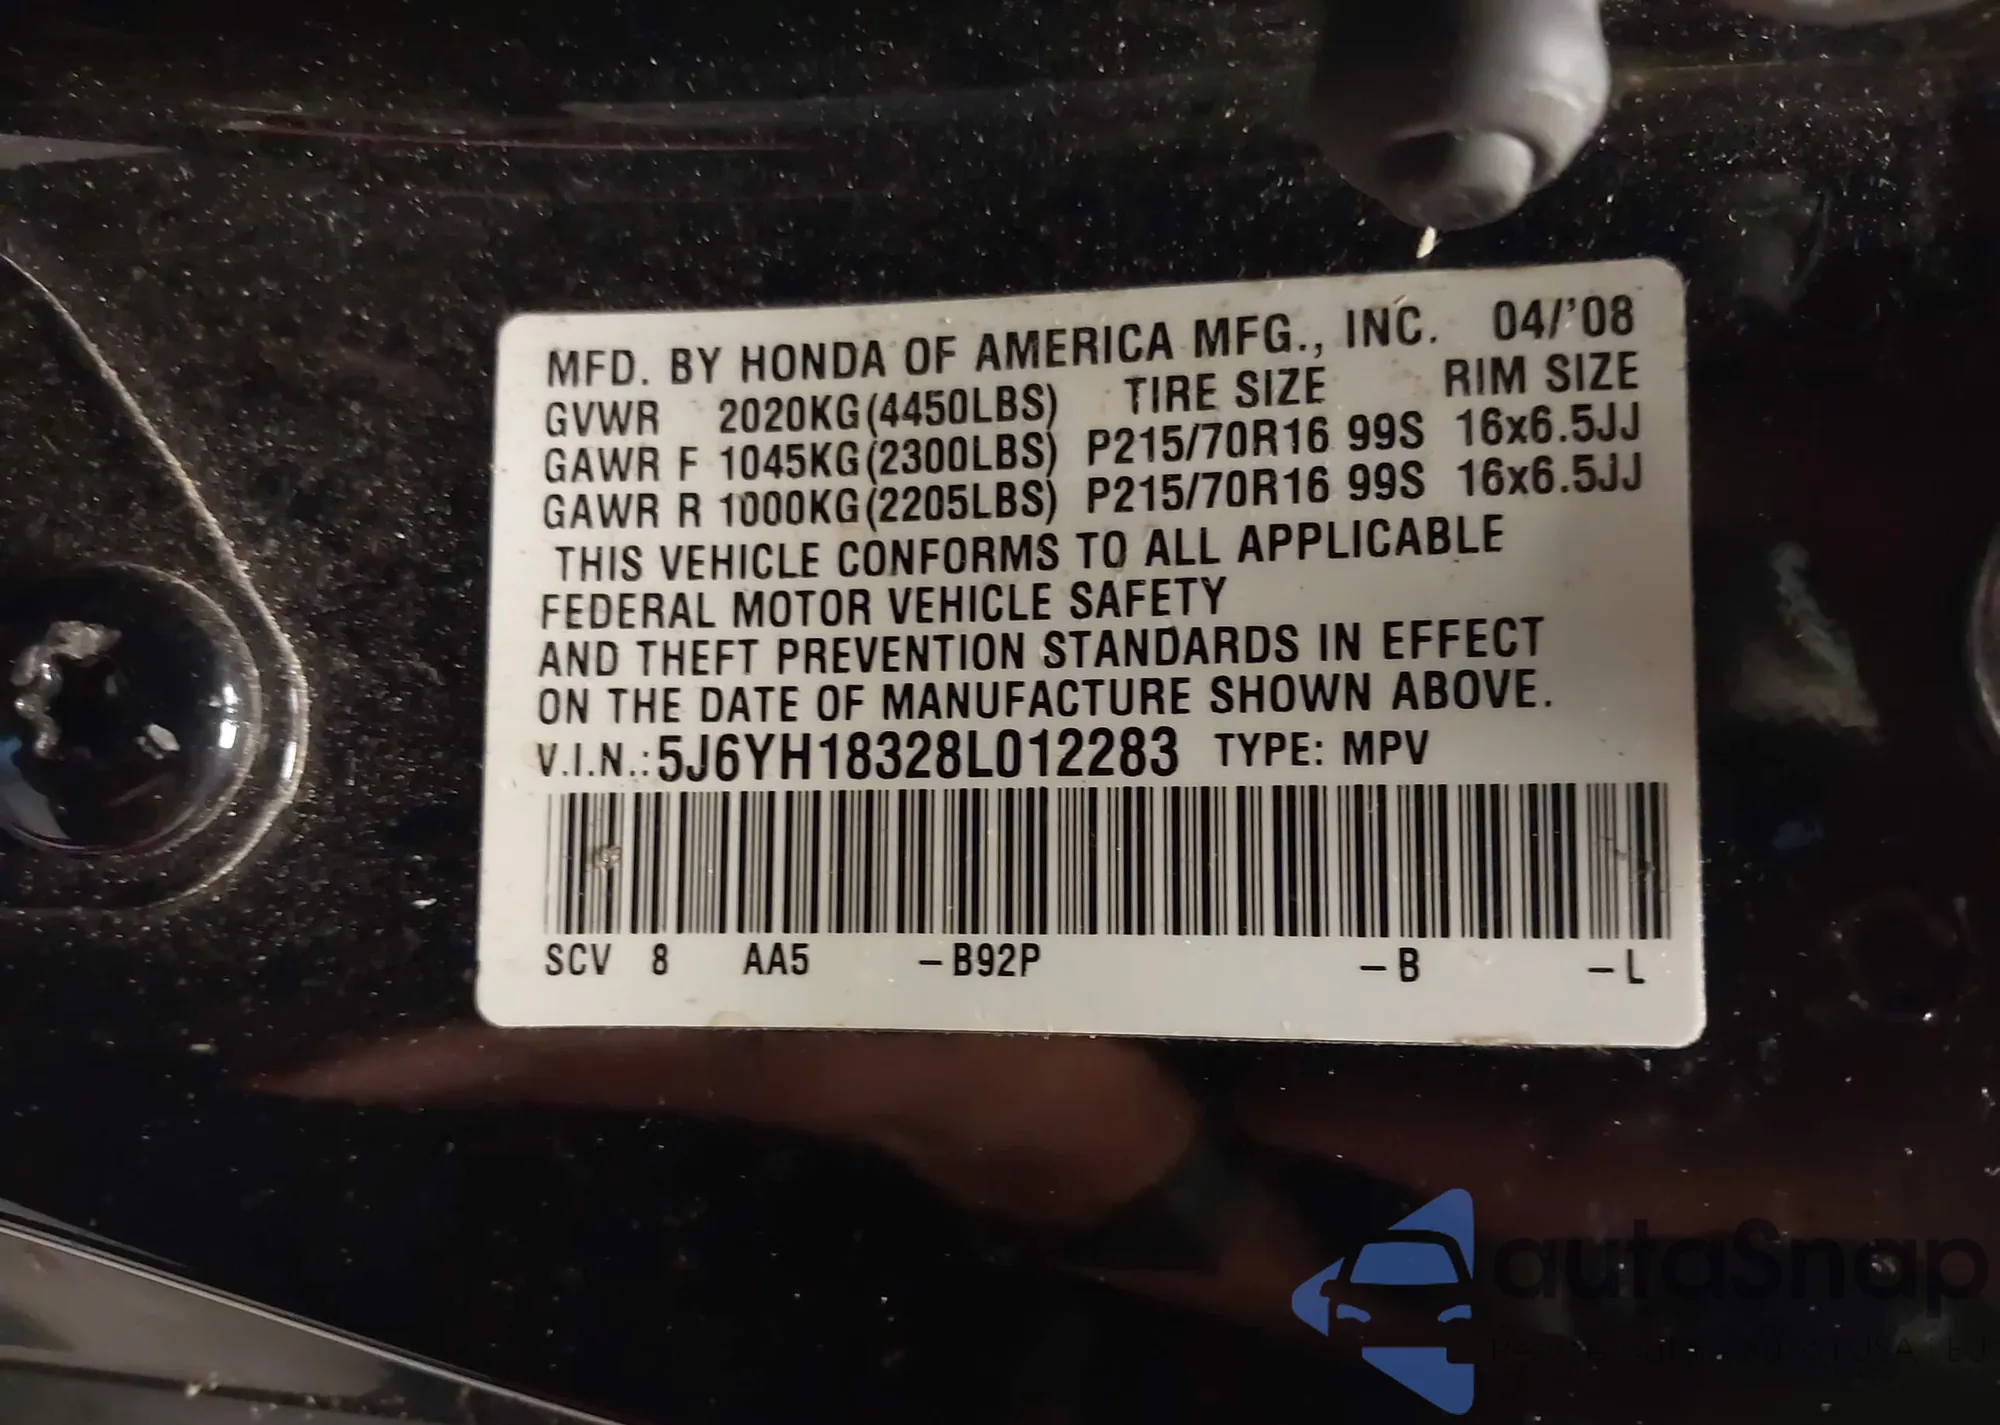 MFD. BY HONDA OF AMERICA MFG., INC. 04/'08
GVWR 2020KG(4450LBS) TIRE SIZE RIM SIZE
GAWR F 1045KG(2300LBS) P215/70R16 99S 16x6.5JJ
GAWR R 1000KG(2205LBS) P215/70R16 99S 16x6.5JJ
THIS VEHICLE CONFORMS TO ALL APPLICABLE
FEDERAL MOTOR VEHICLE SAFETY
AND THEFT PREVENTION STANDARDS IN EFFECT
ON THE DATE OF MANUFACTURE SHOWN ABOVE.
V.I.N.: 5J6YH18328L012283 TYPE: MPV
SCV 8 AA5 -B92P -B -L
autaSnap